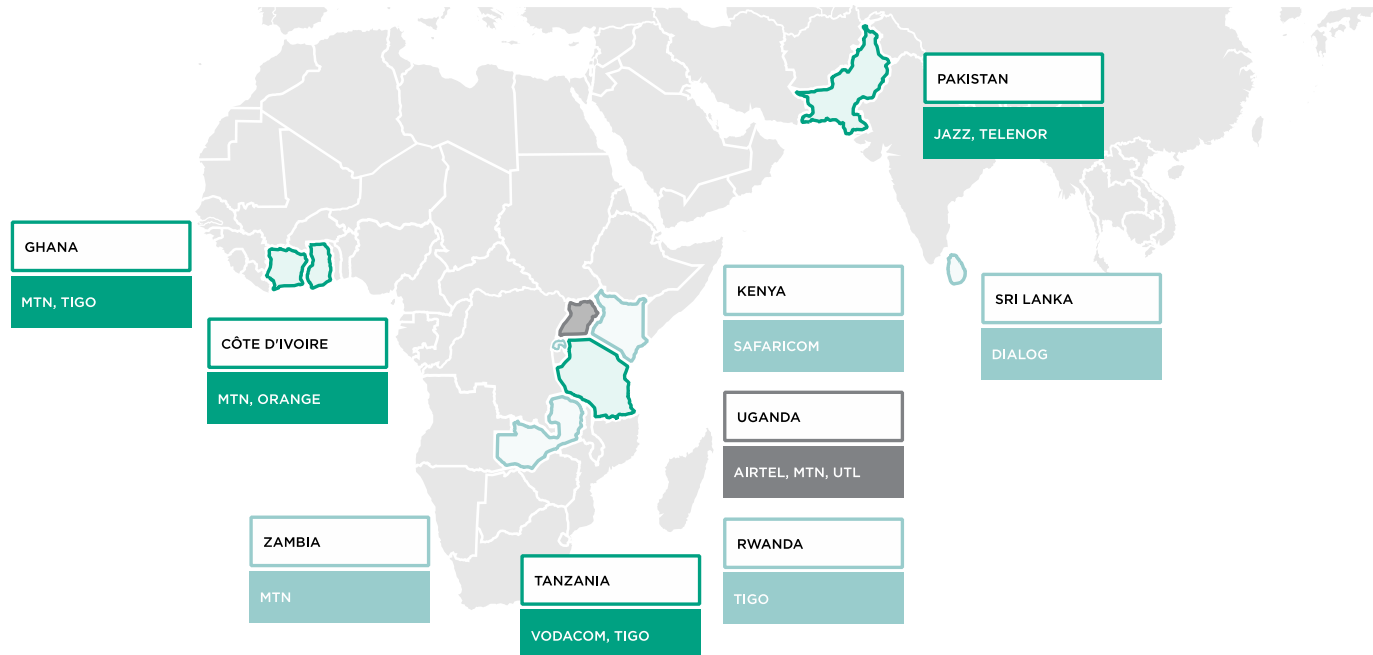 PAKISTAN
JAZZ, TELENOR
GHANA
MTN, TIGO
CÔTE D'IVOIRE
MTN, ORANGE
KENYA
SAFARICOM
SRI LANKA
DIALOG
UGANDA
AIRTEL, MTN, UTL
ZAMBIA
MTN
TANZANIA
VODACOM, TIGO
RWANDA
TIGO